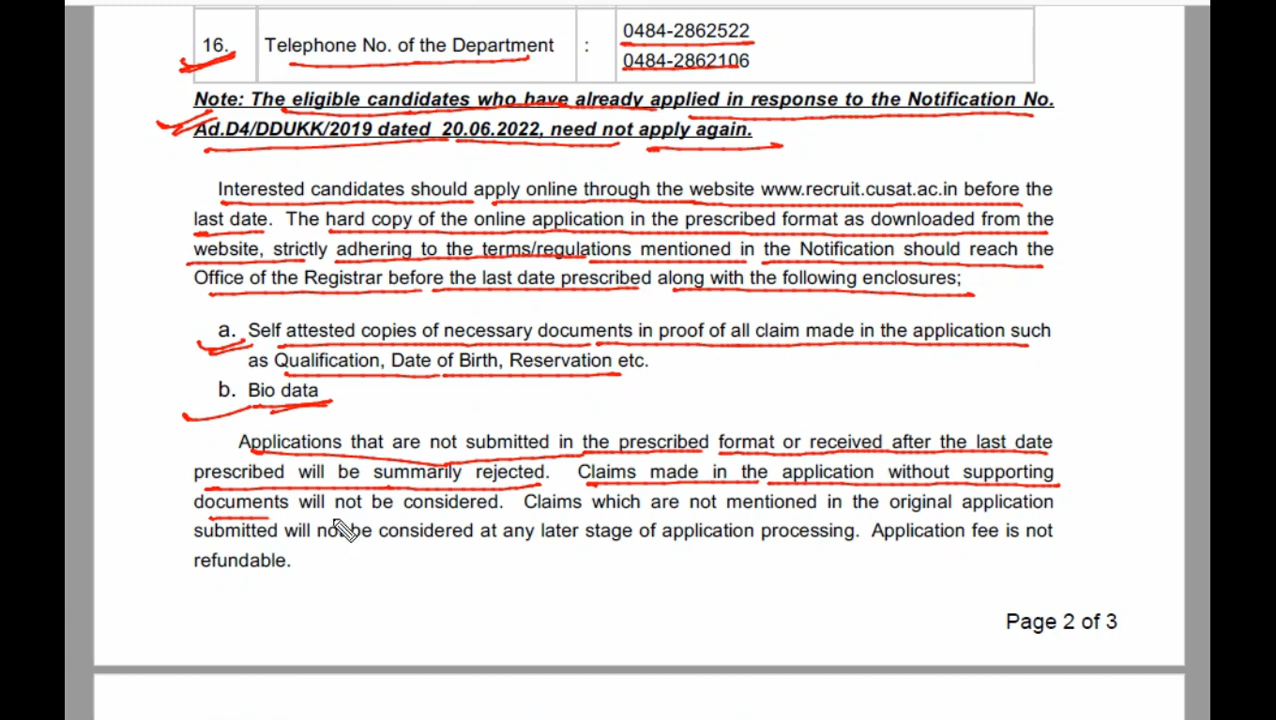 16. Telephone No. of the Department : 0484-2862522
0484-2862106
Note: The eligible candidates who have already applied in response to the Notification No.
Ad.D4/DDUKK/2019 dated 20.06.2022, need not apply again.
Interested candidates should apply online through the website www.recruit.cusat.ac.in before the
last date. The hard copy of the online application in the prescribed format as downloaded from the
website, strictly adhering to the terms/regulations mentioned in the Notification should reach the
Office of the Registrar before the last date prescribed along with the following enclosures;
a. Self attested copies of necessary documents in proof of all claim made in the application such
as Qualification, Date of Birth, Reservation etc.
b. Bio data
Applications that are not submitted in the prescribed format or received after the last date
prescribed will be summarily rejected. Claims made in the application without supporting
documents will not be considered. Claims which are not mentioned in the original application
submitted will not be considered at any later stage of application processing. Application fee is not
refundable.
Page 2 of 3